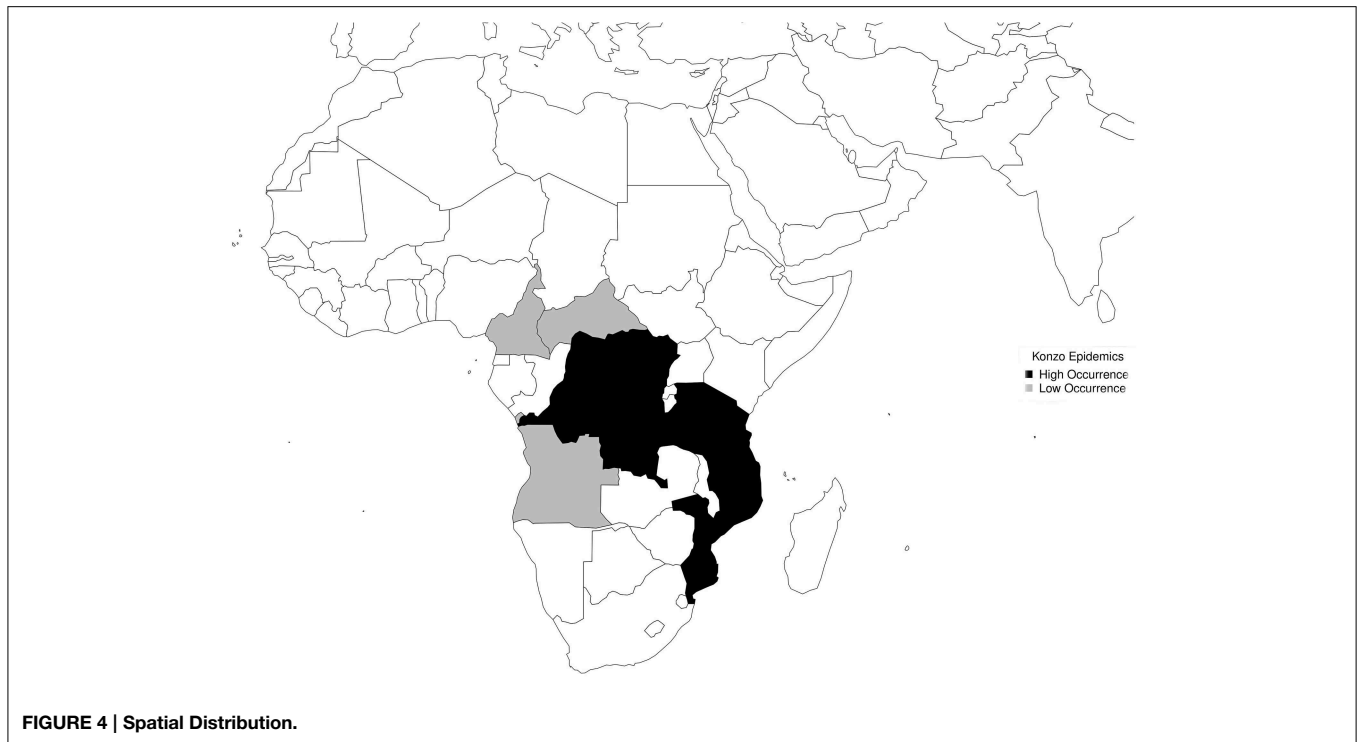 Konzo Epidemics
High Occurrence
Low Occurrence
FIGURE 4 | Spatial Distribution.